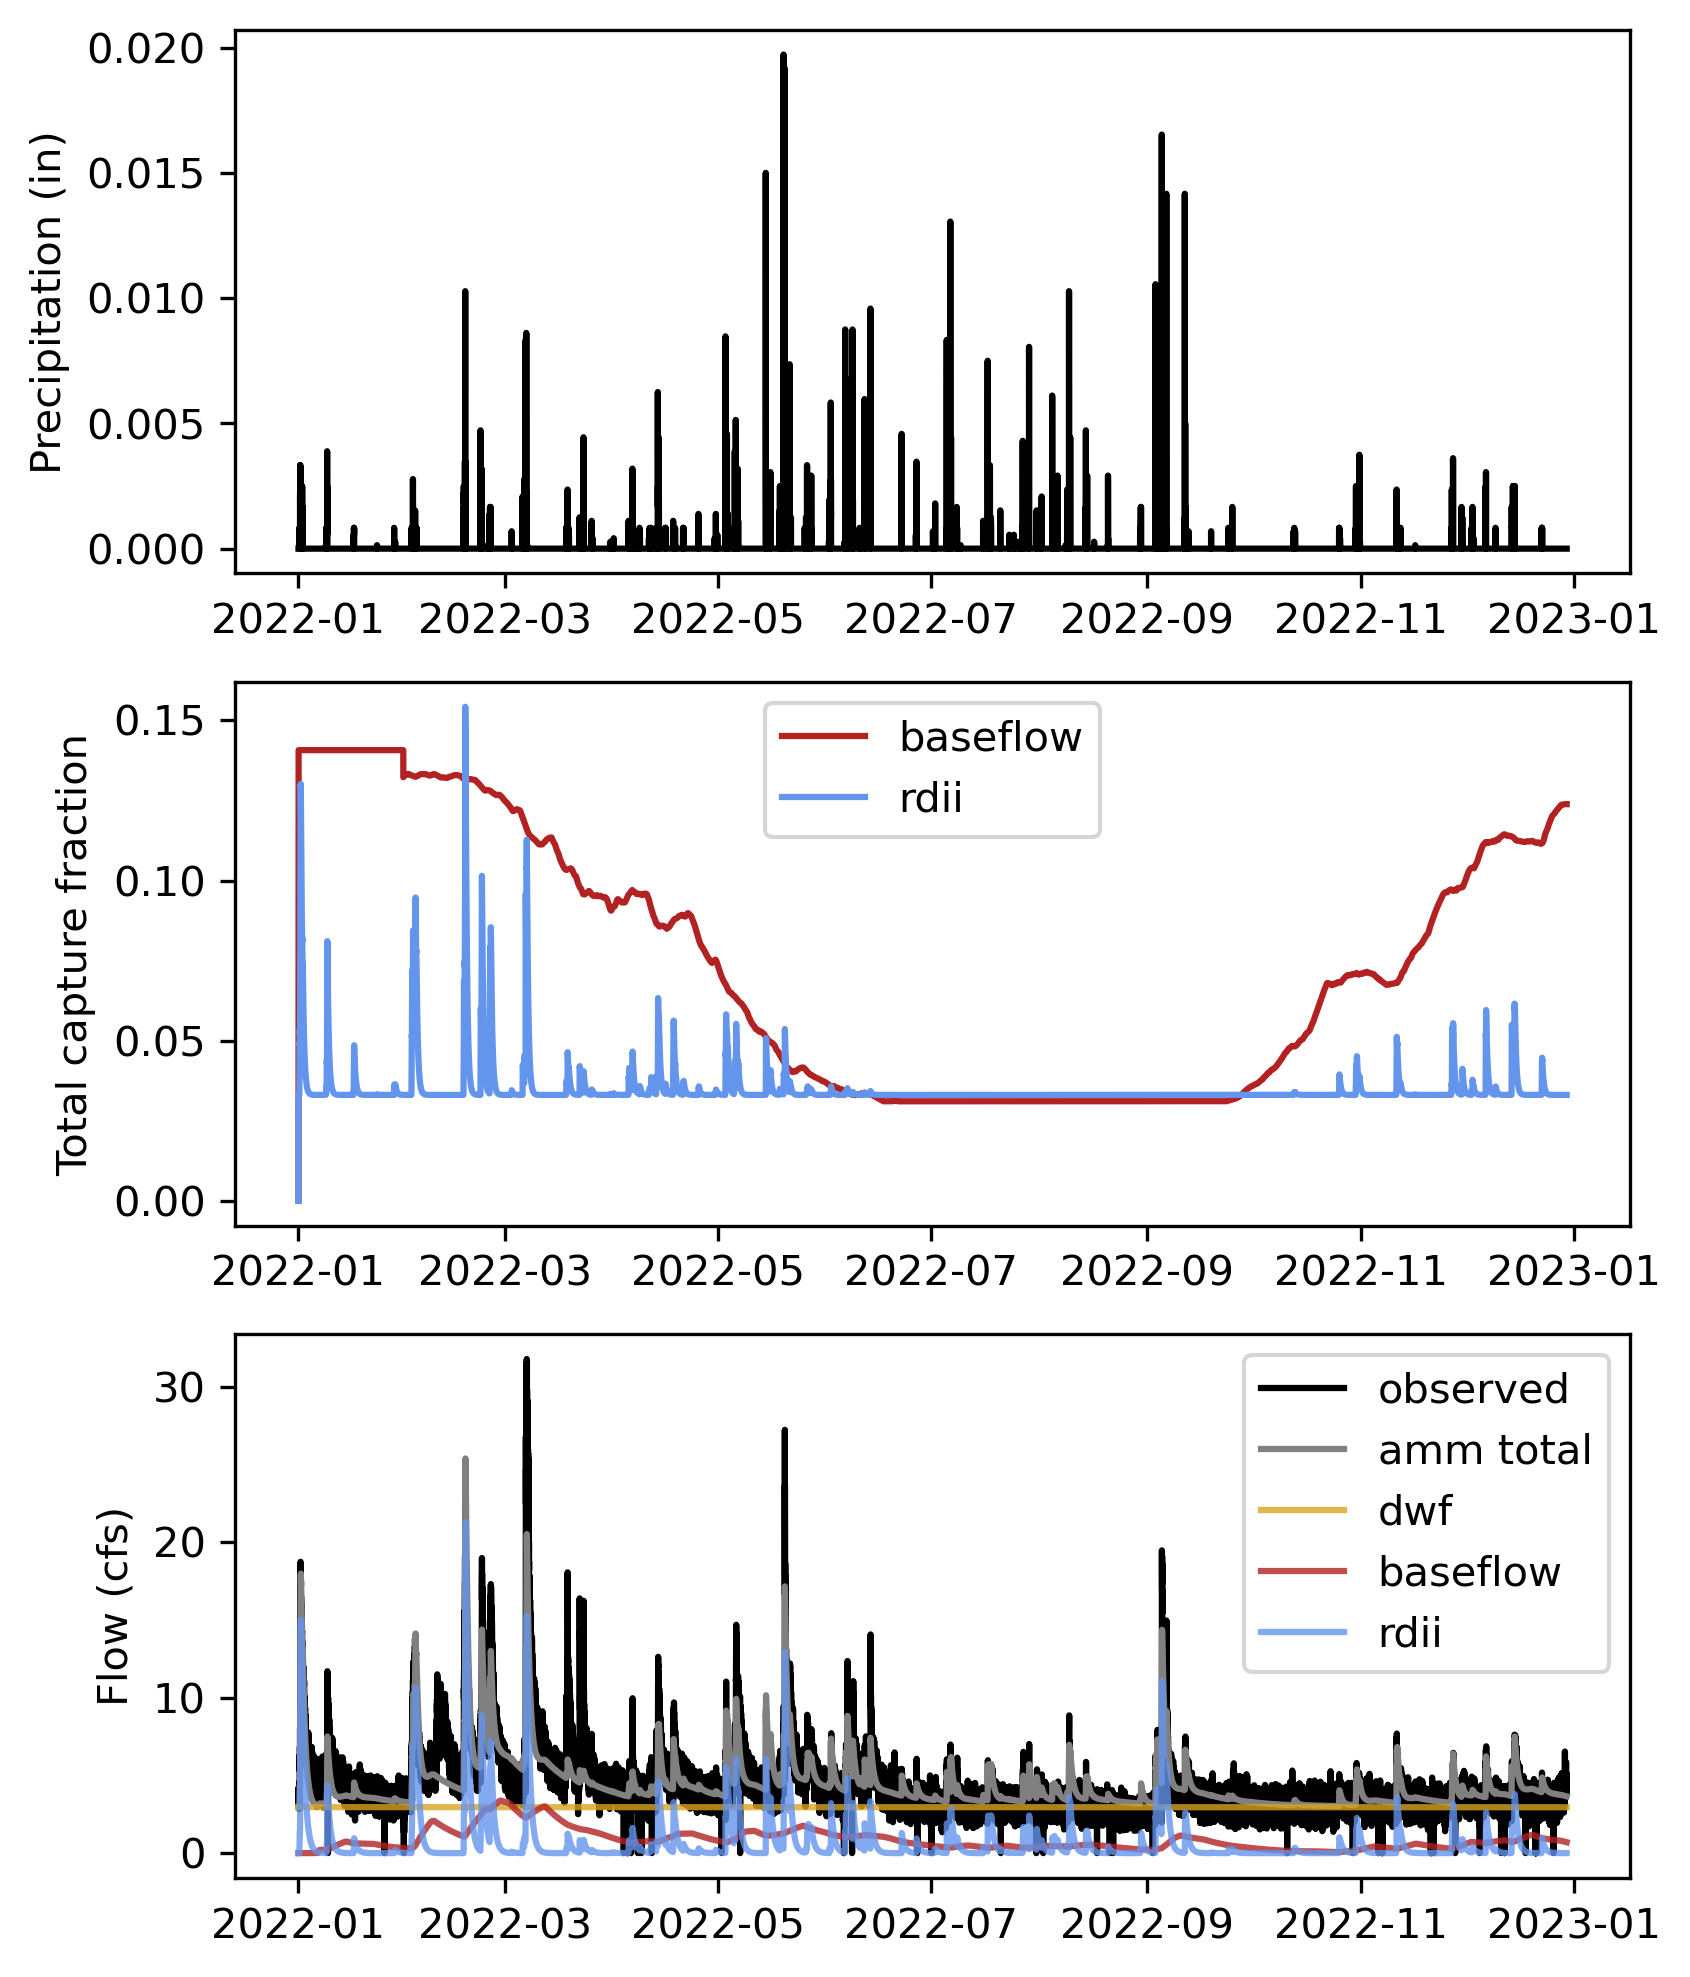 Precipitation (in)
0.020
0.015
0.010
0.005
0.000
2022-01 2022-03 2022-05 2022-07 2022-09 2022-11 2023-01
Total capture fraction
0.15
0.10
0.05
0.00
baseflow
rdii
2022-01 2022-03 2022-05 2022-07 2022-09 2022-11 2023-01
Flow (cfs)
30
20
10
0
observed
amm total
dwf
baseflow
rdii
2022-01 2022-03 2022-05 2022-07 2022-09 2022-11 2023-01